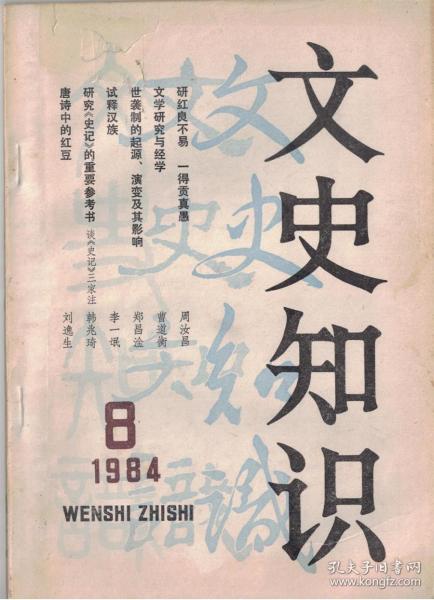 文史知识
研红良不易 一得贡真愚
周汝昌
文学研究与经学
曹道衡
世袭制的起源、演变及其影响
郑昌淦
试释汉族
李一氓
研究《史记》的重要参考书 谈《史记》三家注
韩兆琦
唐诗中的红豆
刘逸生
8
1984
WENSHI ZHISHI
孔夫子旧书网
www.kongfz.com